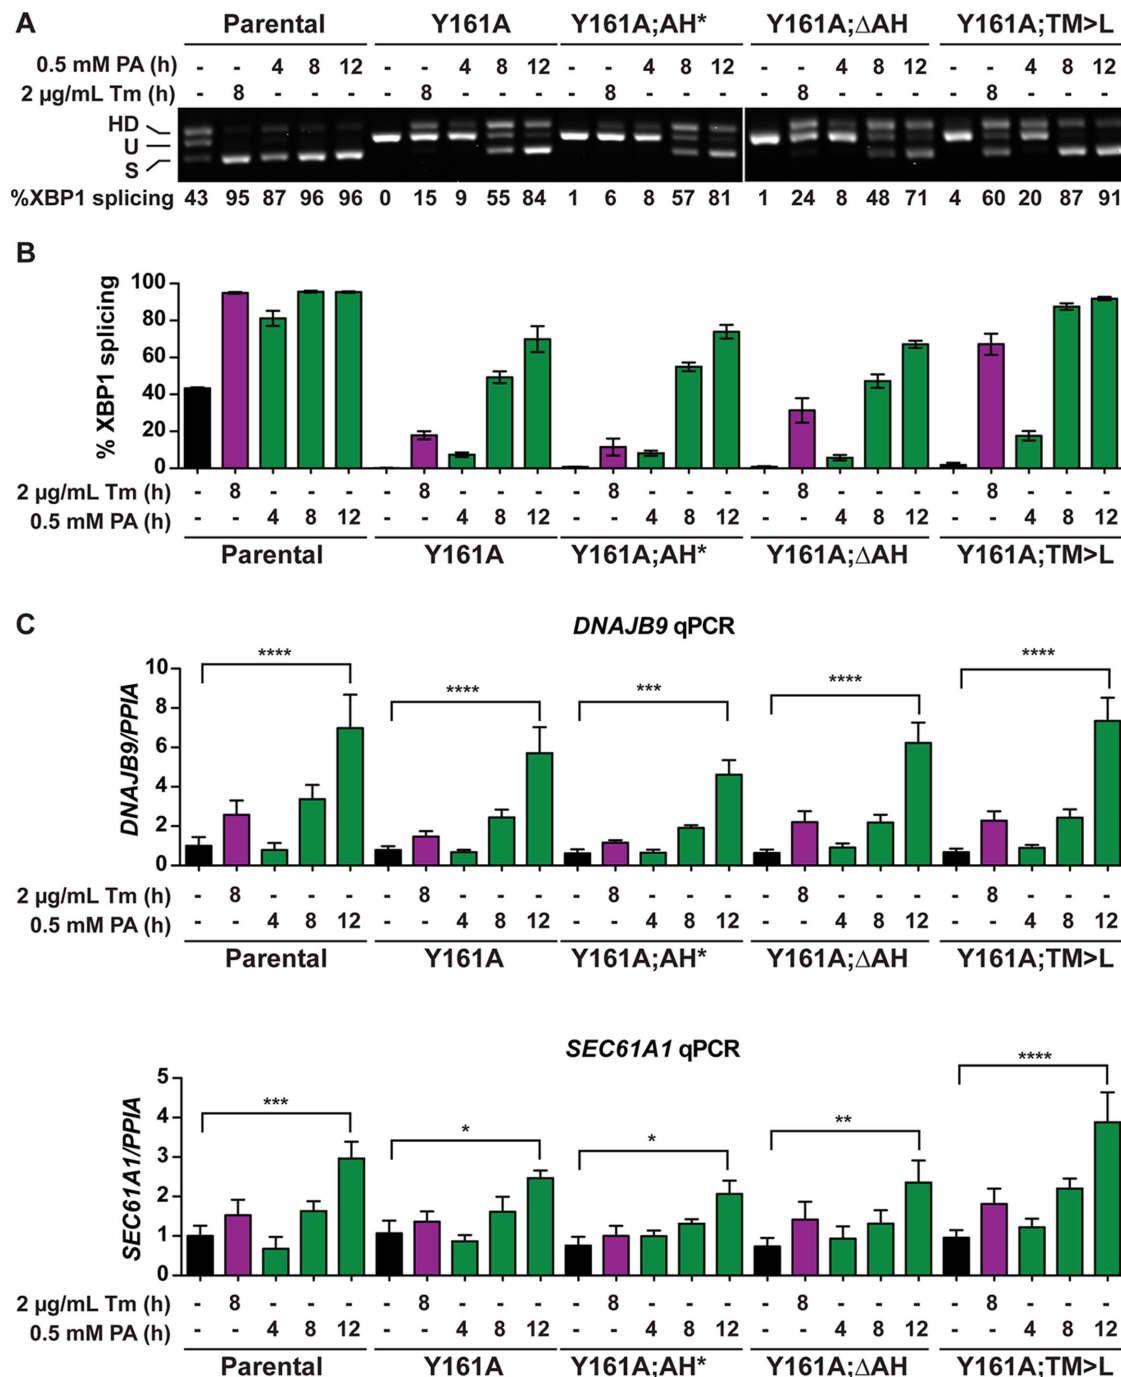 A
Parental Y161A Y161A;AH* Y161A;ΔAH Y161A;TM>L
0.5 mM PA (h) - - 4 8 12 - - 4 8 12 - - 4 8 12 - - 4 8 12 - - 4 8 12
2 µg/mL Tm (h) - 8 - - - - 8 - - - - 8 - - - - 8 - - - - 8 - - -
HD
U
S
%XBP1 splicing 43 95 87 96 96 0 15 9 55 84 1 6 8 57 81 1 24 8 48 71 4 60 20 87 91
B
% XBP1 splicing
100
80
60
40
20
0
2 µg/mL Tm (h) - 8 - - - - 8 - - - - 8 - - - - 8 - - - - 8 - - -
0.5 mM PA (h) - - 4 8 12 - - 4 8 12 - - 4 8 12 - - 4 8 12 - - 4 8 12
Parental Y161A Y161A;AH* Y161A;ΔAH Y161A;TM>L
C
DNAJB9 qPCR
DNAJB9/PPIA
10
8
6
4
2
0
**** **** *** **** ****
2 µg/mL Tm (h) - 8 - - - - 8 - - - - 8 - - - - 8 - - - - 8 - - -
0.5 mM PA (h) - - 4 8 12 - - 4 8 12 - - 4 8 12 - - 4 8 12 - - 4 8 12
Parental Y161A Y161A;AH* Y161A;ΔAH Y161A;TM>L
SEC61A1 qPCR
SEC61A1/PPIA
5
4
3
2
1
0
*** * * ** ****
2 µg/mL Tm (h) - 8 - - - - 8 - - - - 8 - - - - 8 - - - - 8 - - -
0.5 mM PA (h) - - 4 8 12 - - 4 8 12 - - 4 8 12 - - 4 8 12 - - 4 8 12
Parental Y161A Y161A;AH* Y161A;ΔAH Y161A;TM>L